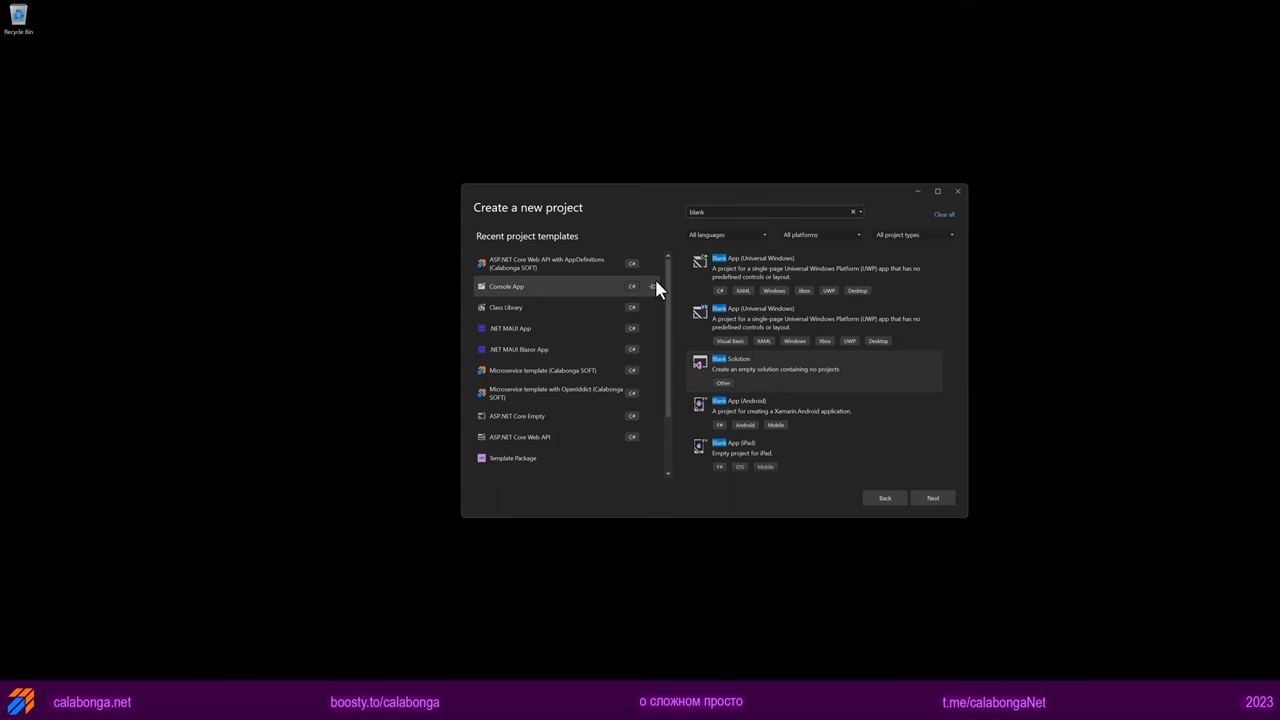 Recycle Bin
Create a new project
Recent project templates
ASP.NET Core Web API with AppDefinitions
(Calabonga SOFT)
C#
Console App
C#
Class Library
C#
.NET MAUI App
C#
.NET MAUI Blazor App
C#
Microservice template (Calabonga SOFT)
C#
Microservice template with OpenIddict (Calabonga
SOFT)
C#
ASP.NET Core Empty
C#
ASP.NET Core Web API
C#
Template Package
blank
Clear all
All languages
All platforms
All project types
Blank App (Universal Windows)
A project for a single-page Universal Windows Platform (UWP) app that has no
predefined controls or layout.
C# XAML Windows Xbox UWP Desktop
Blank App (Universal Windows)
A project for a single-page Universal Windows Platform (UWP) app that has no
predefined controls or layout.
Visual Basic XAML Windows Xbox UWP Desktop
Blank Solution
Create an empty solution containing no projects
Other
Blank App (Android)
A project for creating a Xamarin.Android application.
F# Android Mobile
Blank App (iPad)
Empty project for iPad.
F# iOS Mobile
Back
Next
calabonga.net
boosty.to/calabonga
о сложном просто
t.me/calabongaNet
2023